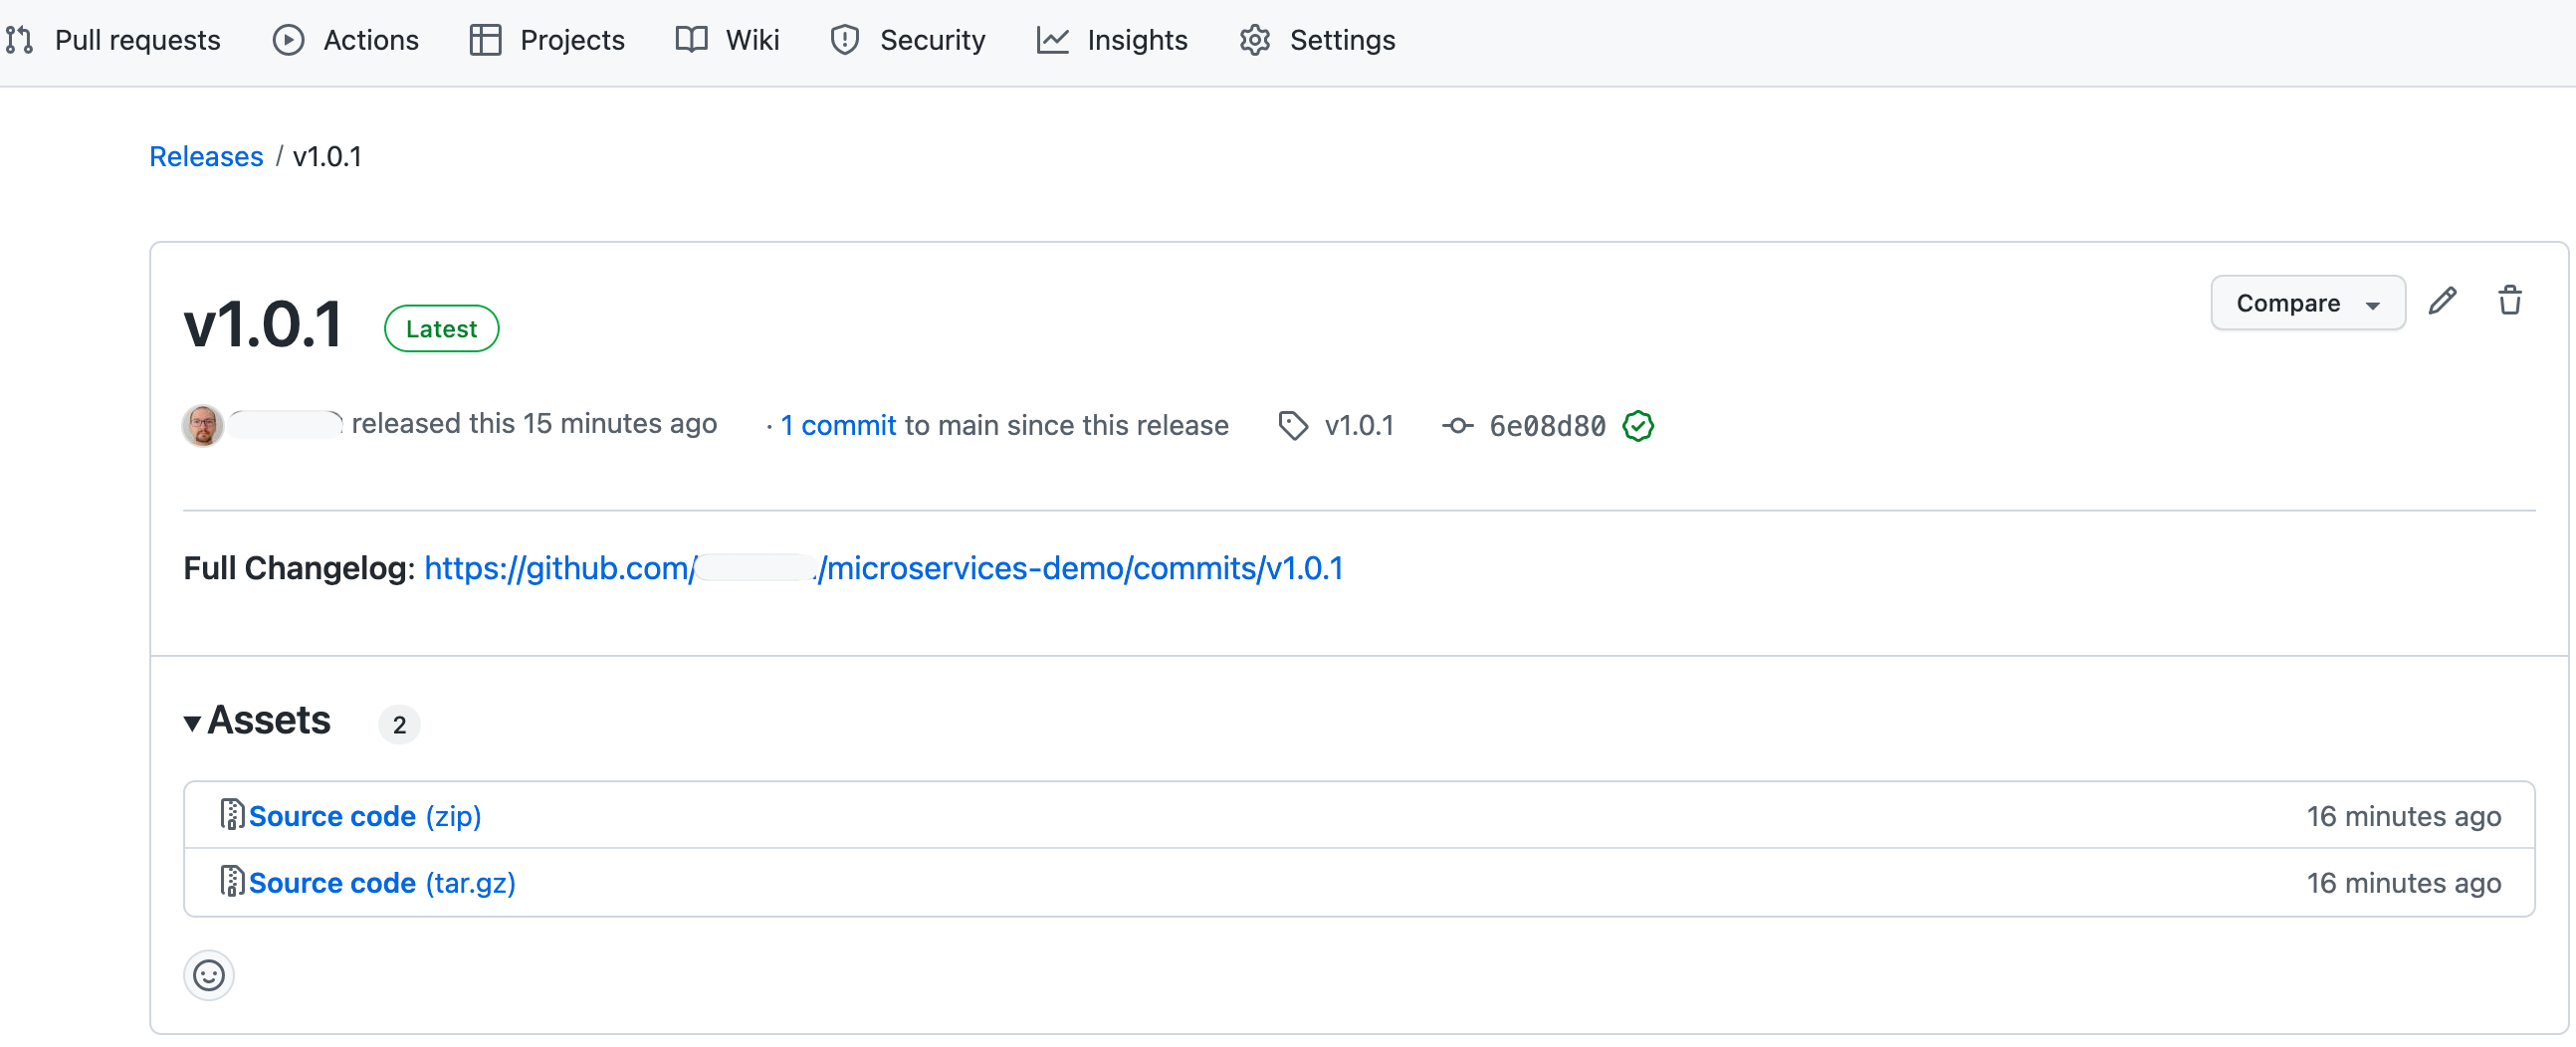 Pull requests Actions Projects Wiki Security Insights Settings
Releases / v1.0.1
v1.0.1 Latest Compare
released this 15 minutes ago · 1 commit to main since this release v1.0.1 6e08d80
Full Changelog: https://github.com/ /microservices-demo/commits/v1.0.1
Assets 2
Source code (zip) 16 minutes ago
Source code (tar.gz) 16 minutes ago